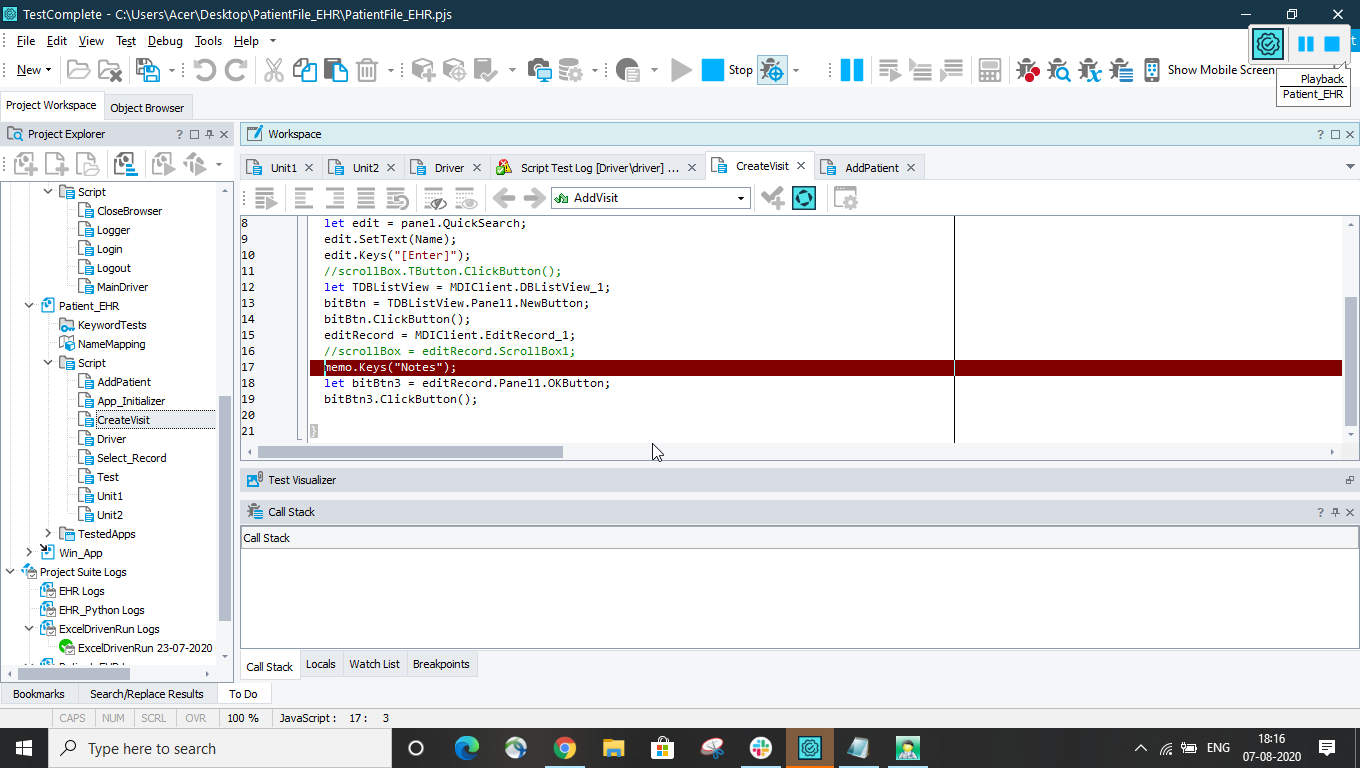 TestComplete - C:\Users\Acer\Desktop\PatientFile_EHR\PatientFile_EHR.pjs
File Edit View Test Debug Tools Help
New Stop Show Mobile Screen
Playback
Patient_EHR
Project Workspace Object Browser
Project Explorer
Script
CloseBrowser
Logger
Login
Logout
MainDriver
Patient_EHR
KeywordTests
NameMapping
Script
AddPatient
App_Initializer
CreateVisit
Driver
Select_Record
Test
Unit1
Unit2
TestedApps
Win_App
Project Suite Logs
EHR Logs
EHR_Python Logs
ExcelDrivenRun Logs
ExcelDrivenRun 23-07-2020
Bookmarks Search/Replace Results To Do
Workspace
Unit1 Unit2 Driver Script Test Log [Driver\driver] ... CreateVisit AddPatient
AddVisit
8 let edit = panel.QuickSearch;
9 edit.SetText(Name);
10 edit.Keys("[Enter]");
11 //scrollBox.TButton.ClickButton();
12 let TDBListView = MDIClient.DBListView_1;
13 bitBtn = TDBListView.Panel1.NewButton;
14 bitBtn.ClickButton();
15 editRecord = MDIClient.EditRecord_1;
16 //scrollBox = editRecord.ScrollBox1;
17 memo.Keys("Notes");
18 let bitBtn3 = editRecord.Panel1.OKButton;
19 bitBtn3.ClickButton();
20
21 }
Test Visualizer
Call Stack
Call Stack
Call Stack Locals Watch List Breakpoints
CAPS NUM SCRL OVR 100 % JavaScript : 17 : 3
Type here to search
ENG
18:16
07-08-2020